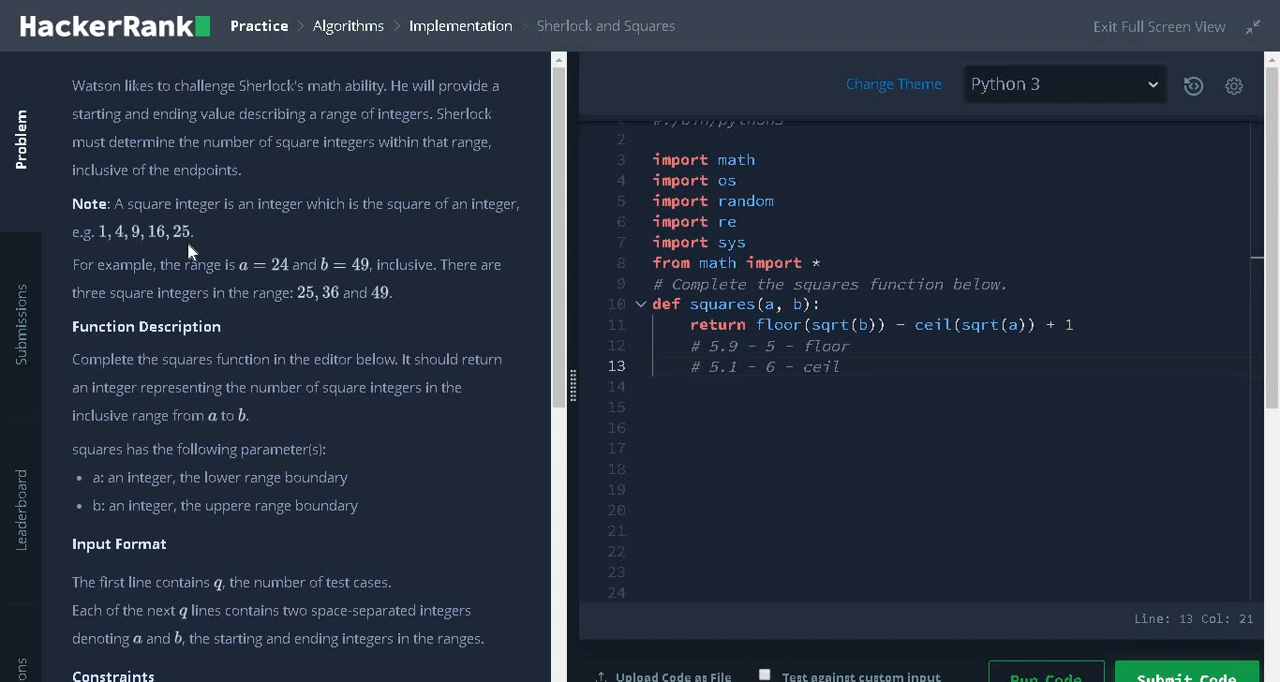 HackerRank Practice Algorithms Implementation Sherlock and Squares Exit Full Screen View
Problem
Submissions
Leaderboard
Watson likes to challenge Sherlock's math ability. He will provide a
starting and ending value describing a range of integers. Sherlock
must determine the number of square integers within that range,
inclusive of the endpoints.
Note: A square integer is an integer which is the square of an integer,
e.g. 1, 4, 9, 16, 25.
For example, the range is a = 24 and b = 49, inclusive. There are
three square integers in the range: 25, 36 and 49.
Function Description
Complete the squares function in the editor below. It should return
an integer representing the number of square integers in the
inclusive range from a to b.
squares has the following parameter(s):
• a: an integer, the lower range boundary
• b: an integer, the uppere range boundary
Input Format
The first line contains q, the number of test cases.
Each of the next q lines contains two space-separated integers
denoting a and b, the starting and ending integers in the ranges.
Constraints
Change Theme Python 3
1 #!/bin/python3
2
3 import math
4 import os
5 import random
6 import re
7 import sys
8 from math import *
9 # Complete the squares function below.
10 def squares(a, b):
11 return floor(sqrt(b)) - ceil(sqrt(a)) + 1
12 # 5.9 - 5 - floor
13 # 5.1 - 6 - ceil
14
15
16
17
18
19
20
21
22
23
24
Line: 13 Col: 21
Upload Code as File Test against custom input Run Code Submit Code